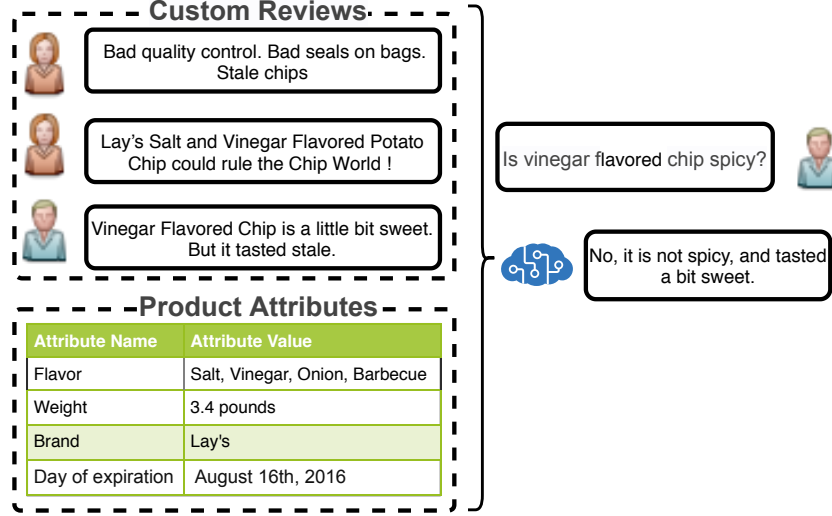 Custom Reviews
Bad quality control. Bad seals on bags.
Stale chips
Lay's Salt and Vinegar Flavored Potato
Chip could rule the Chip World !
Vinegar Flavored Chip is a little bit sweet.
But it tasted stale.
Product Attributes
Attribute Name Attribute Value
Flavor Salt, Vinegar, Onion, Barbecue
Weight 3.4 pounds
Brand Lay's
Day of expiration August 16th, 2016
Is vinegar flavored chip spicy?
No, it is not spicy, and tasted
a bit sweet.